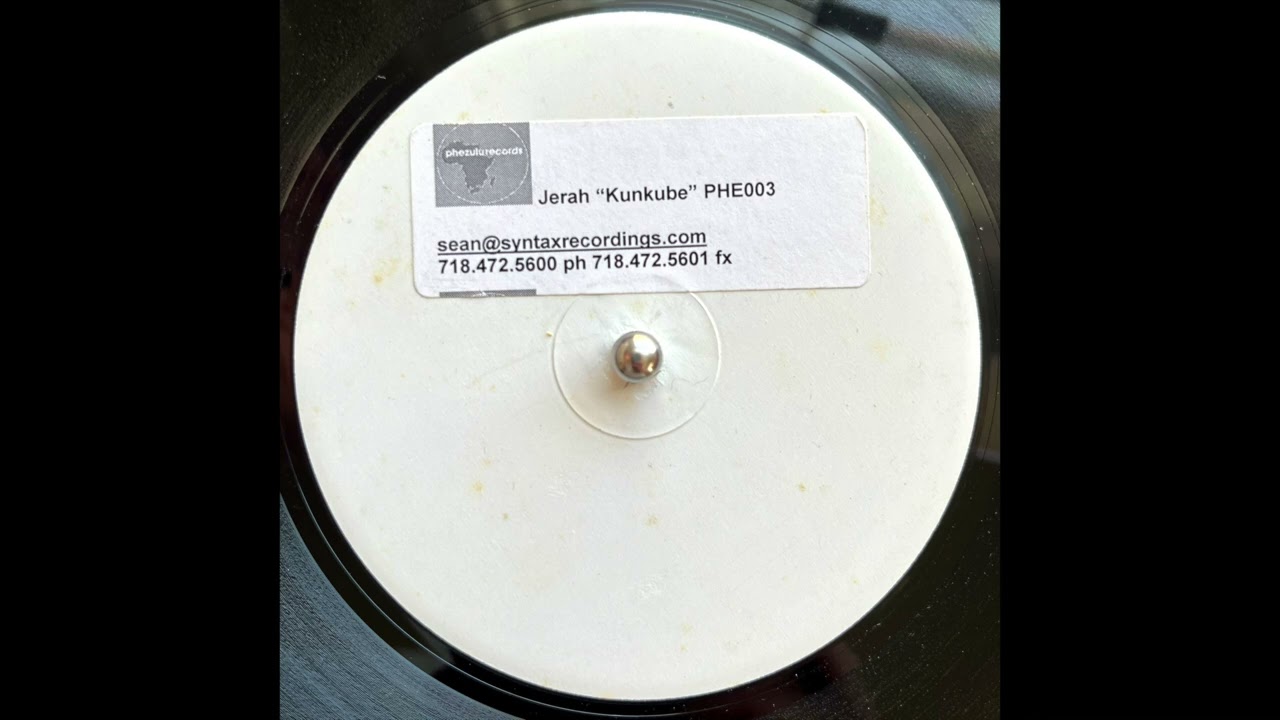 phezulurecords
Jerah “Kunkube” PHE003
sean@syntaxrecordings.com
718.472.5600 ph 718.472.5601 fx